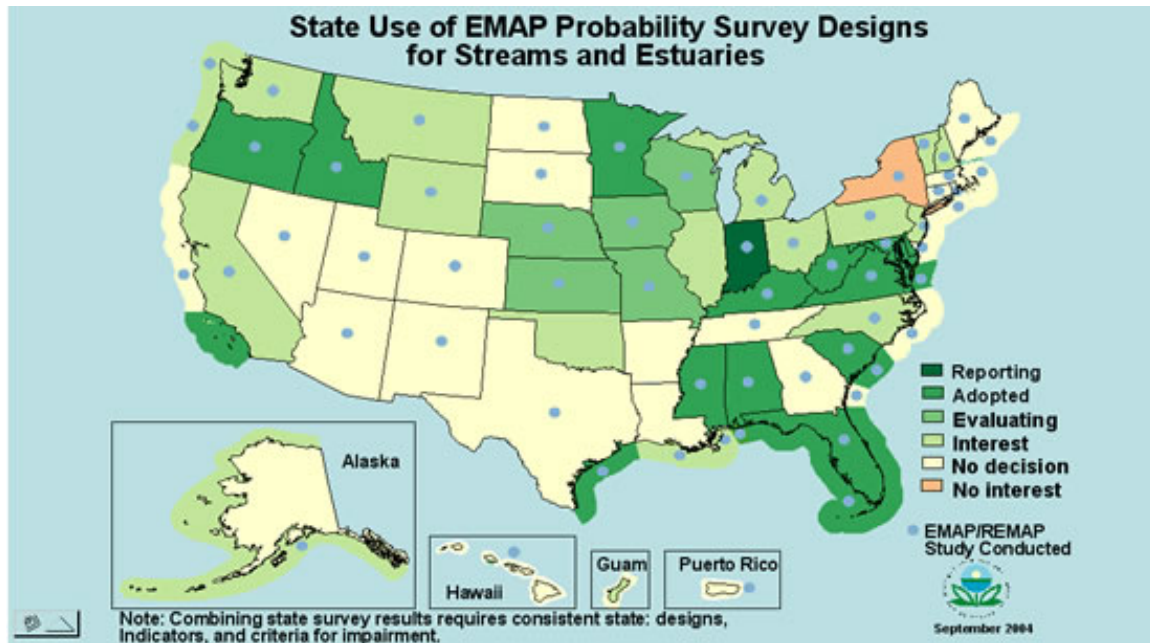 State Use of EMAP Probability Survey Designs
for Streams and Estuaries
Reporting
Adopted
Evaluating
Interest
No decision
No interest
EMAP/REMAP
Study Conducted
Alaska
Hawaii
Guam
Puerto Rico
Note: Combining state survey results requires consistent state: designs,
Indicators, and criteria for impairment.
September 2004